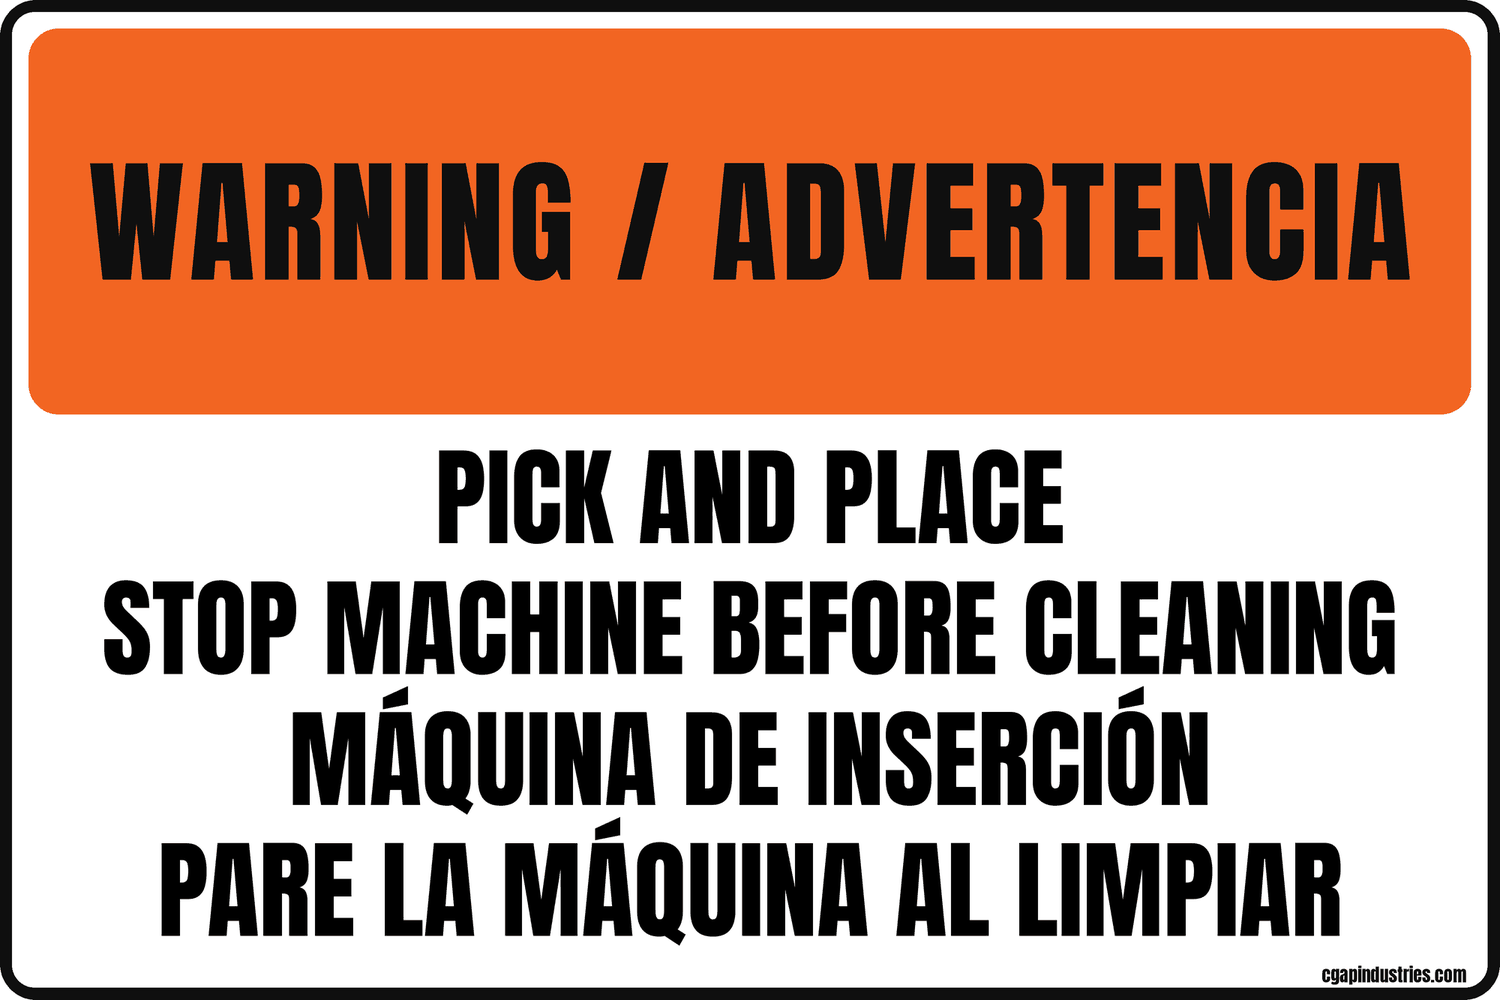 WARNING / ADVERTENCIA
PICK AND PLACE
STOP MACHINE BEFORE CLEANING
MÁQUINA DE INSERCIÓN
PARE LA MÁQUINA AL LIMPIAR
cgapindustries.com